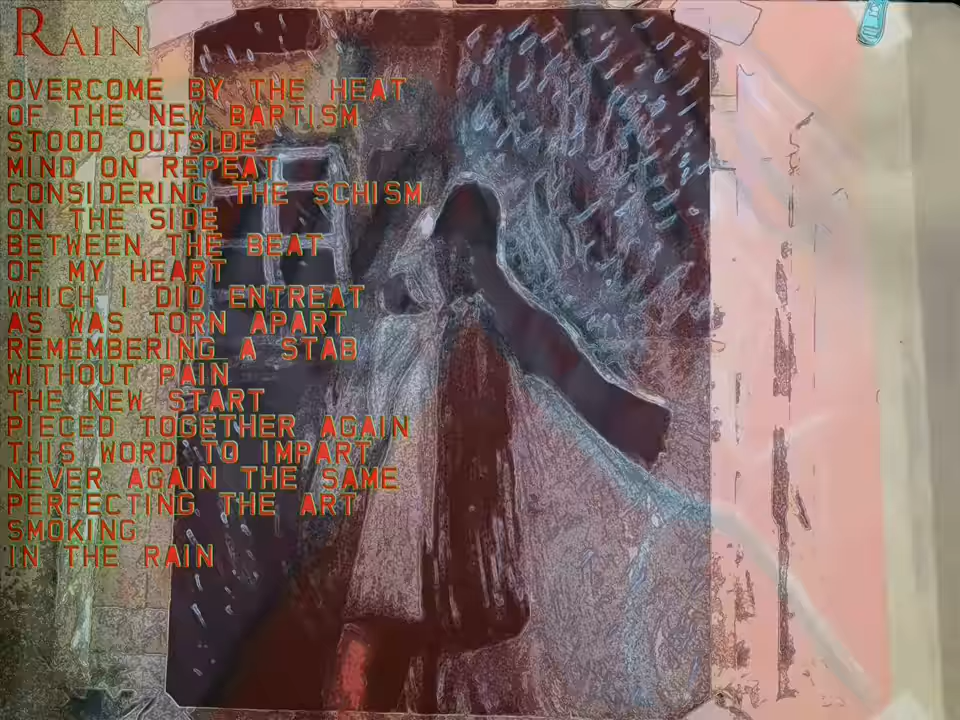 Rain
OVERCOME BY THE HEAT
OF THE NEW BARTISM
STOOD OUTSIDE
MIND ON REPEAT
CONSIDERING THE SCHISM
ON THE SIDE
BETWEEN THE BEAT
OF MY HEART
WHICH I DID ENTREAT
AS WAS TORN APART
REMEMBERING A STAB
WITHOUT PAIN
THE NEW START
PIECED TOGETHER AGAIN
THIS WORD TO IMPART
NEVER AGAIN THE SAME
PERFECTING THE ART
SMOKING
IN THE RAIN